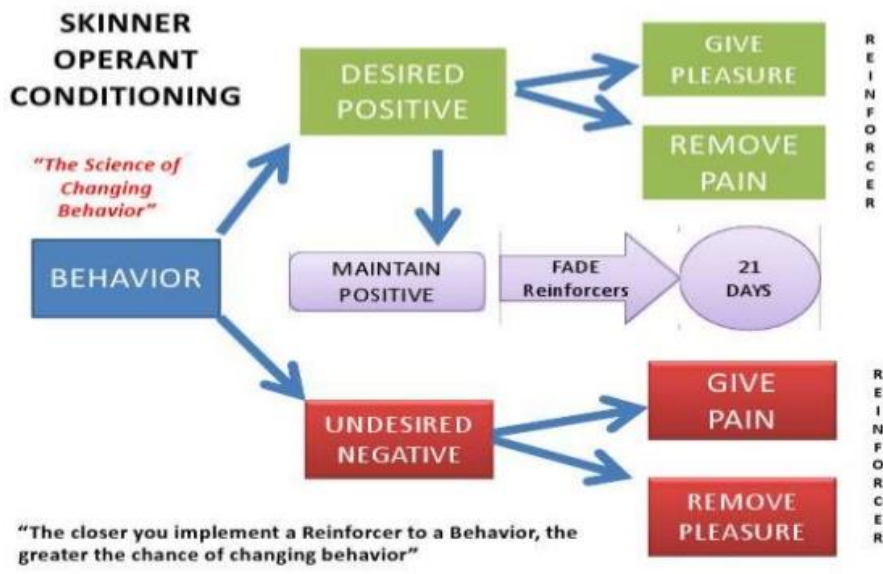 SKINNER
OPERANT
CONDITIONING
"The Science of
Changing
Behavior"
BEHAVIOR
DESIRED
POSITIVE
GIVE
PLEASURE
REMOVE
PAIN
REINFORCER
MAINTAIN
POSITIVE
FADE
Reinforcers
21
DAYS
UNDESIRED
NEGATIVE
GIVE
PAIN
REMOVE
PLEASURE
REINFORCER
"The closer you implement a Reinforcer to a Behavior, the
greater the chance of changing behavior"